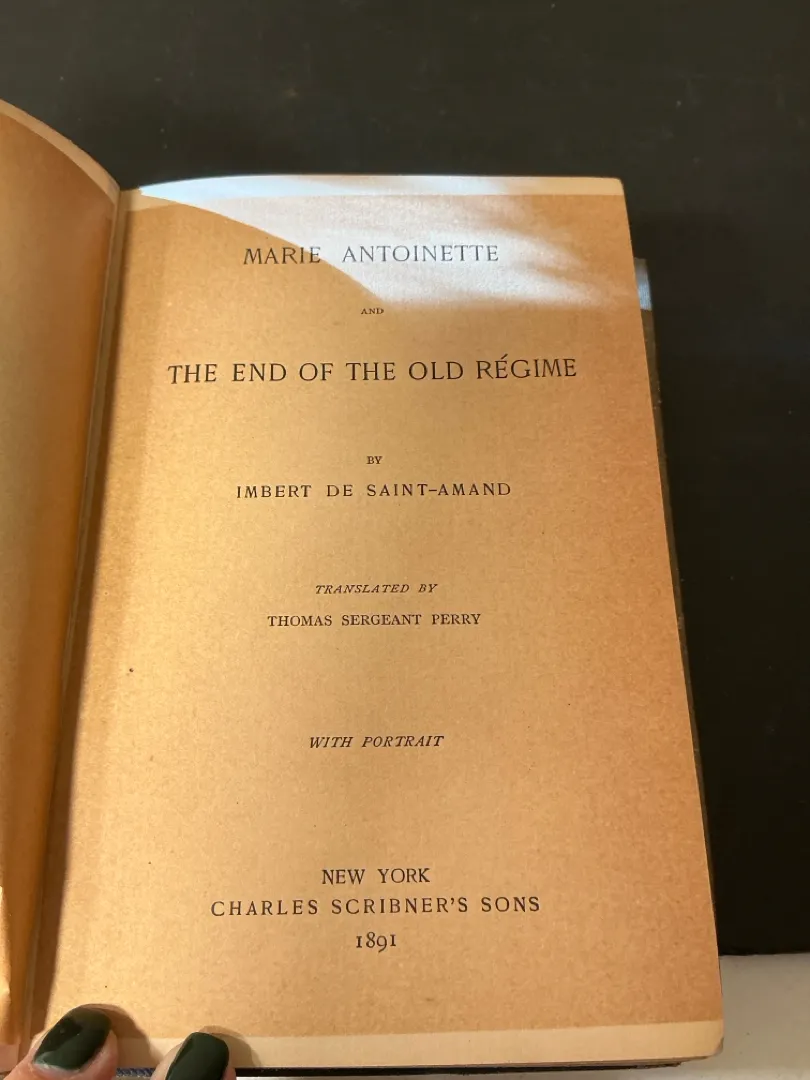 MARIE ANTOINETTE
AND
THE END OF THE OLD RÉGIME
BY
IMBERT DE SAINT-AMAND
TRANSLATED BY
THOMAS SERGEANT PERRY
WITH PORTRAIT
NEW YORK
CHARLES SCRIBNER'S SONS
1891